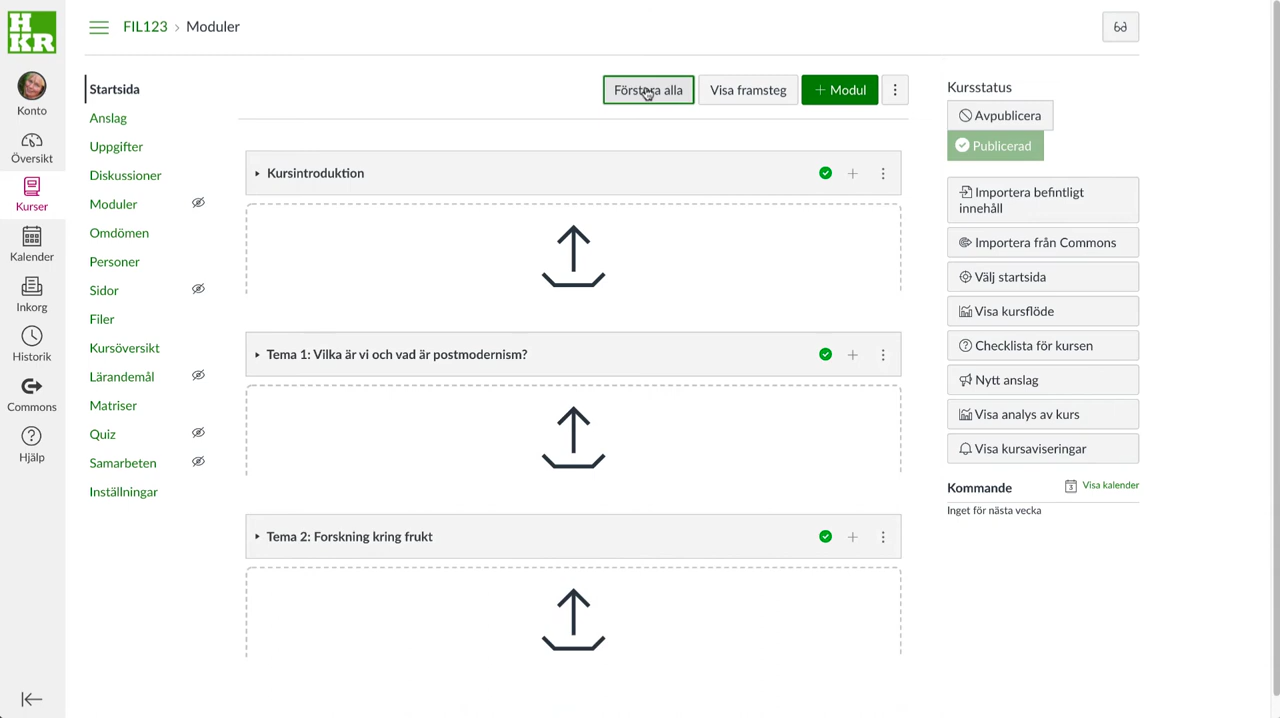 HKR
FIL123 › Moduler
Konto
Översikt
Kurser
Kalender
Inkorg
Historik
Commons
Hjälp
Startsida
Anslag
Uppgifter
Diskussioner
Moduler
Omdömen
Personer
Sidor
Filer
Kursöversikt
Lärandemål
Matriser
Quiz
Samarbeten
Inställningar
Förstora alla
Visa framsteg
+ Modul
Kursintroduktion
Tema 1: Vilka är vi och vad är postmodernism?
Tema 2: Forskning kring frukt
Kursstatus
Avpublicera
Publicerad
Importera befintligt
innehåll
Importera från Commons
Välj startsida
Visa kursflöde
Checklista för kursen
Nytt anslag
Visa analys av kurs
Visa kursaviseringar
Kommande
Visa kalender
Inget för nästa vecka